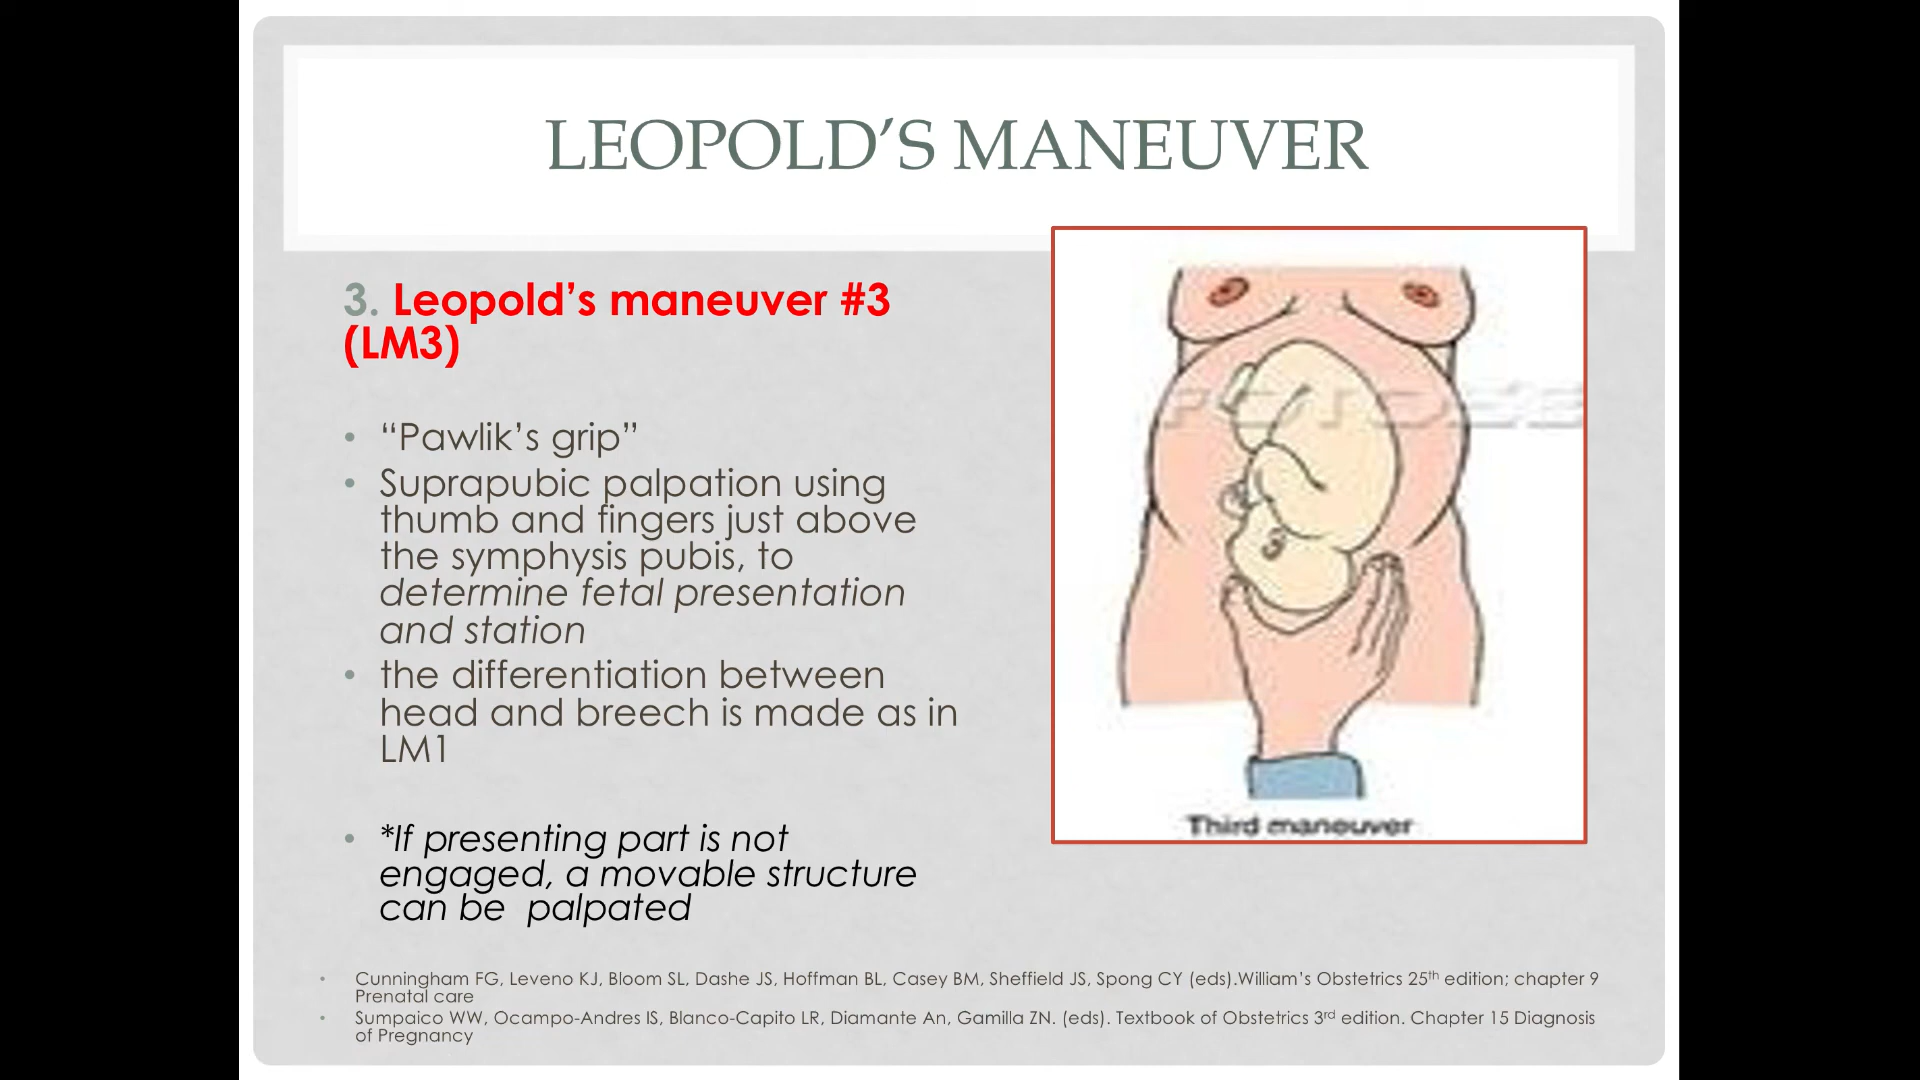 LEOPOLD’S MANEUVER
3. Leopold’s maneuver #3
(LM3)
• “Pawlik’s grip”
• Suprapubic palpation using
thumb and fingers just above
the symphysis pubis, to
determine fetal presentation
and station
• the differentiation between
head and breech is made as in
LM1
• *If presenting part is not
engaged, a movable structure
can be palpated
Third maneuver
• Cunningham FG, Leveno KJ, Bloom SL, Dashe JS, Hoffman BL, Casey BM, Sheffield JS, Spong CY (eds).William’s Obstetrics 25th edition; chapter 9
Prenatal care
• Sumpaico WW, Ocampo-Andres IS, Blanco-Capito LR, Diamante An, Gamilla ZN. (eds). Textbook of Obstetrics 3rd edition. Chapter 15 Diagnosis
of Pregnancy